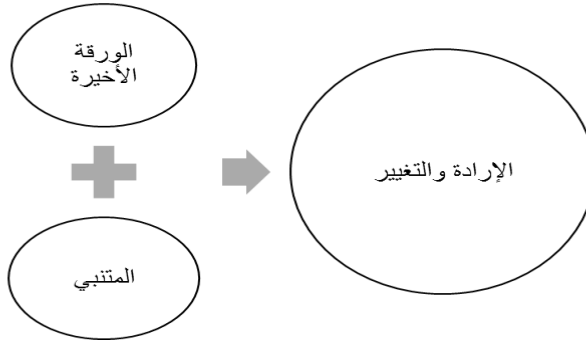 الورقة
الأخيرة
الإرادة والتغيير
المتنبي